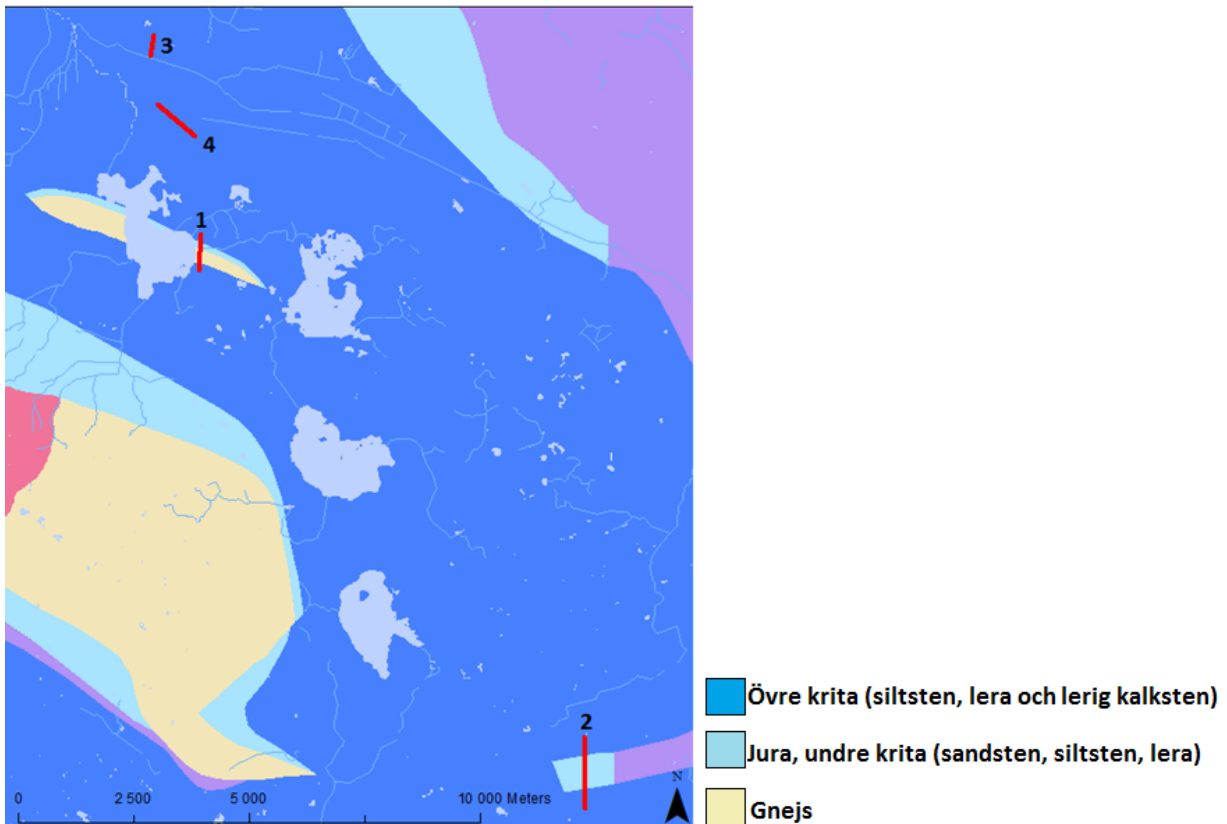 3
4
1
2
N
0 2 500 5 000 10 000 Meters
Övre krita (siltsten, lera och lerig kalksten)
Jura, undre krita (sandsten, siltsten, lera)
Gnejs